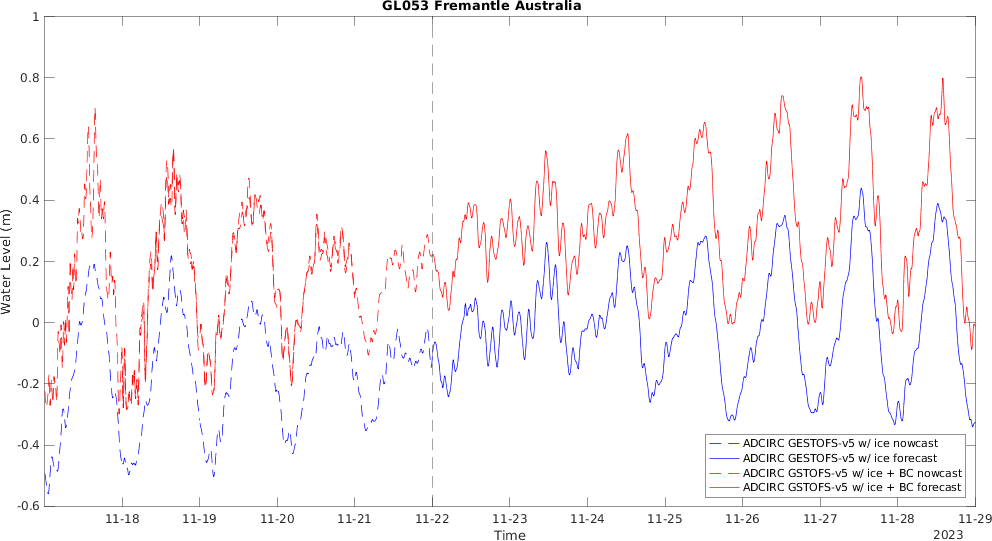 GL053 Fremantle Australia
Water Level (m)
1
0.8
0.6
0.4
0.2
0
-0.2
-0.4
-0.6
ADCIRC GESTOFS-v5 w/ ice nowcast
ADCIRC GESTOFS-v5 w/ ice forecast
ADCIRC GSTOFS-v5 w/ ice + BC nowcast
ADCIRC GSTOFS-v5 w/ ice + BC forecast
11-18 11-19 11-20 11-21 11-22 11-23 11-24 11-25 11-26 11-27 11-28 11-29
Time
2023